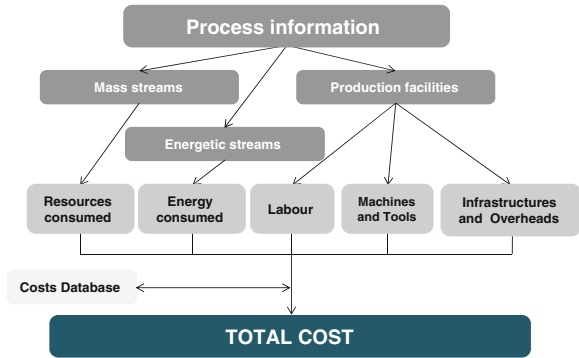 Process information
Mass streams
Production facilities
Energetic streams
Resources
consumed
Energy
consumed
Labour
Machines
and Tools
Infrastructures
and Overheads
Costs Database
TOTAL COST